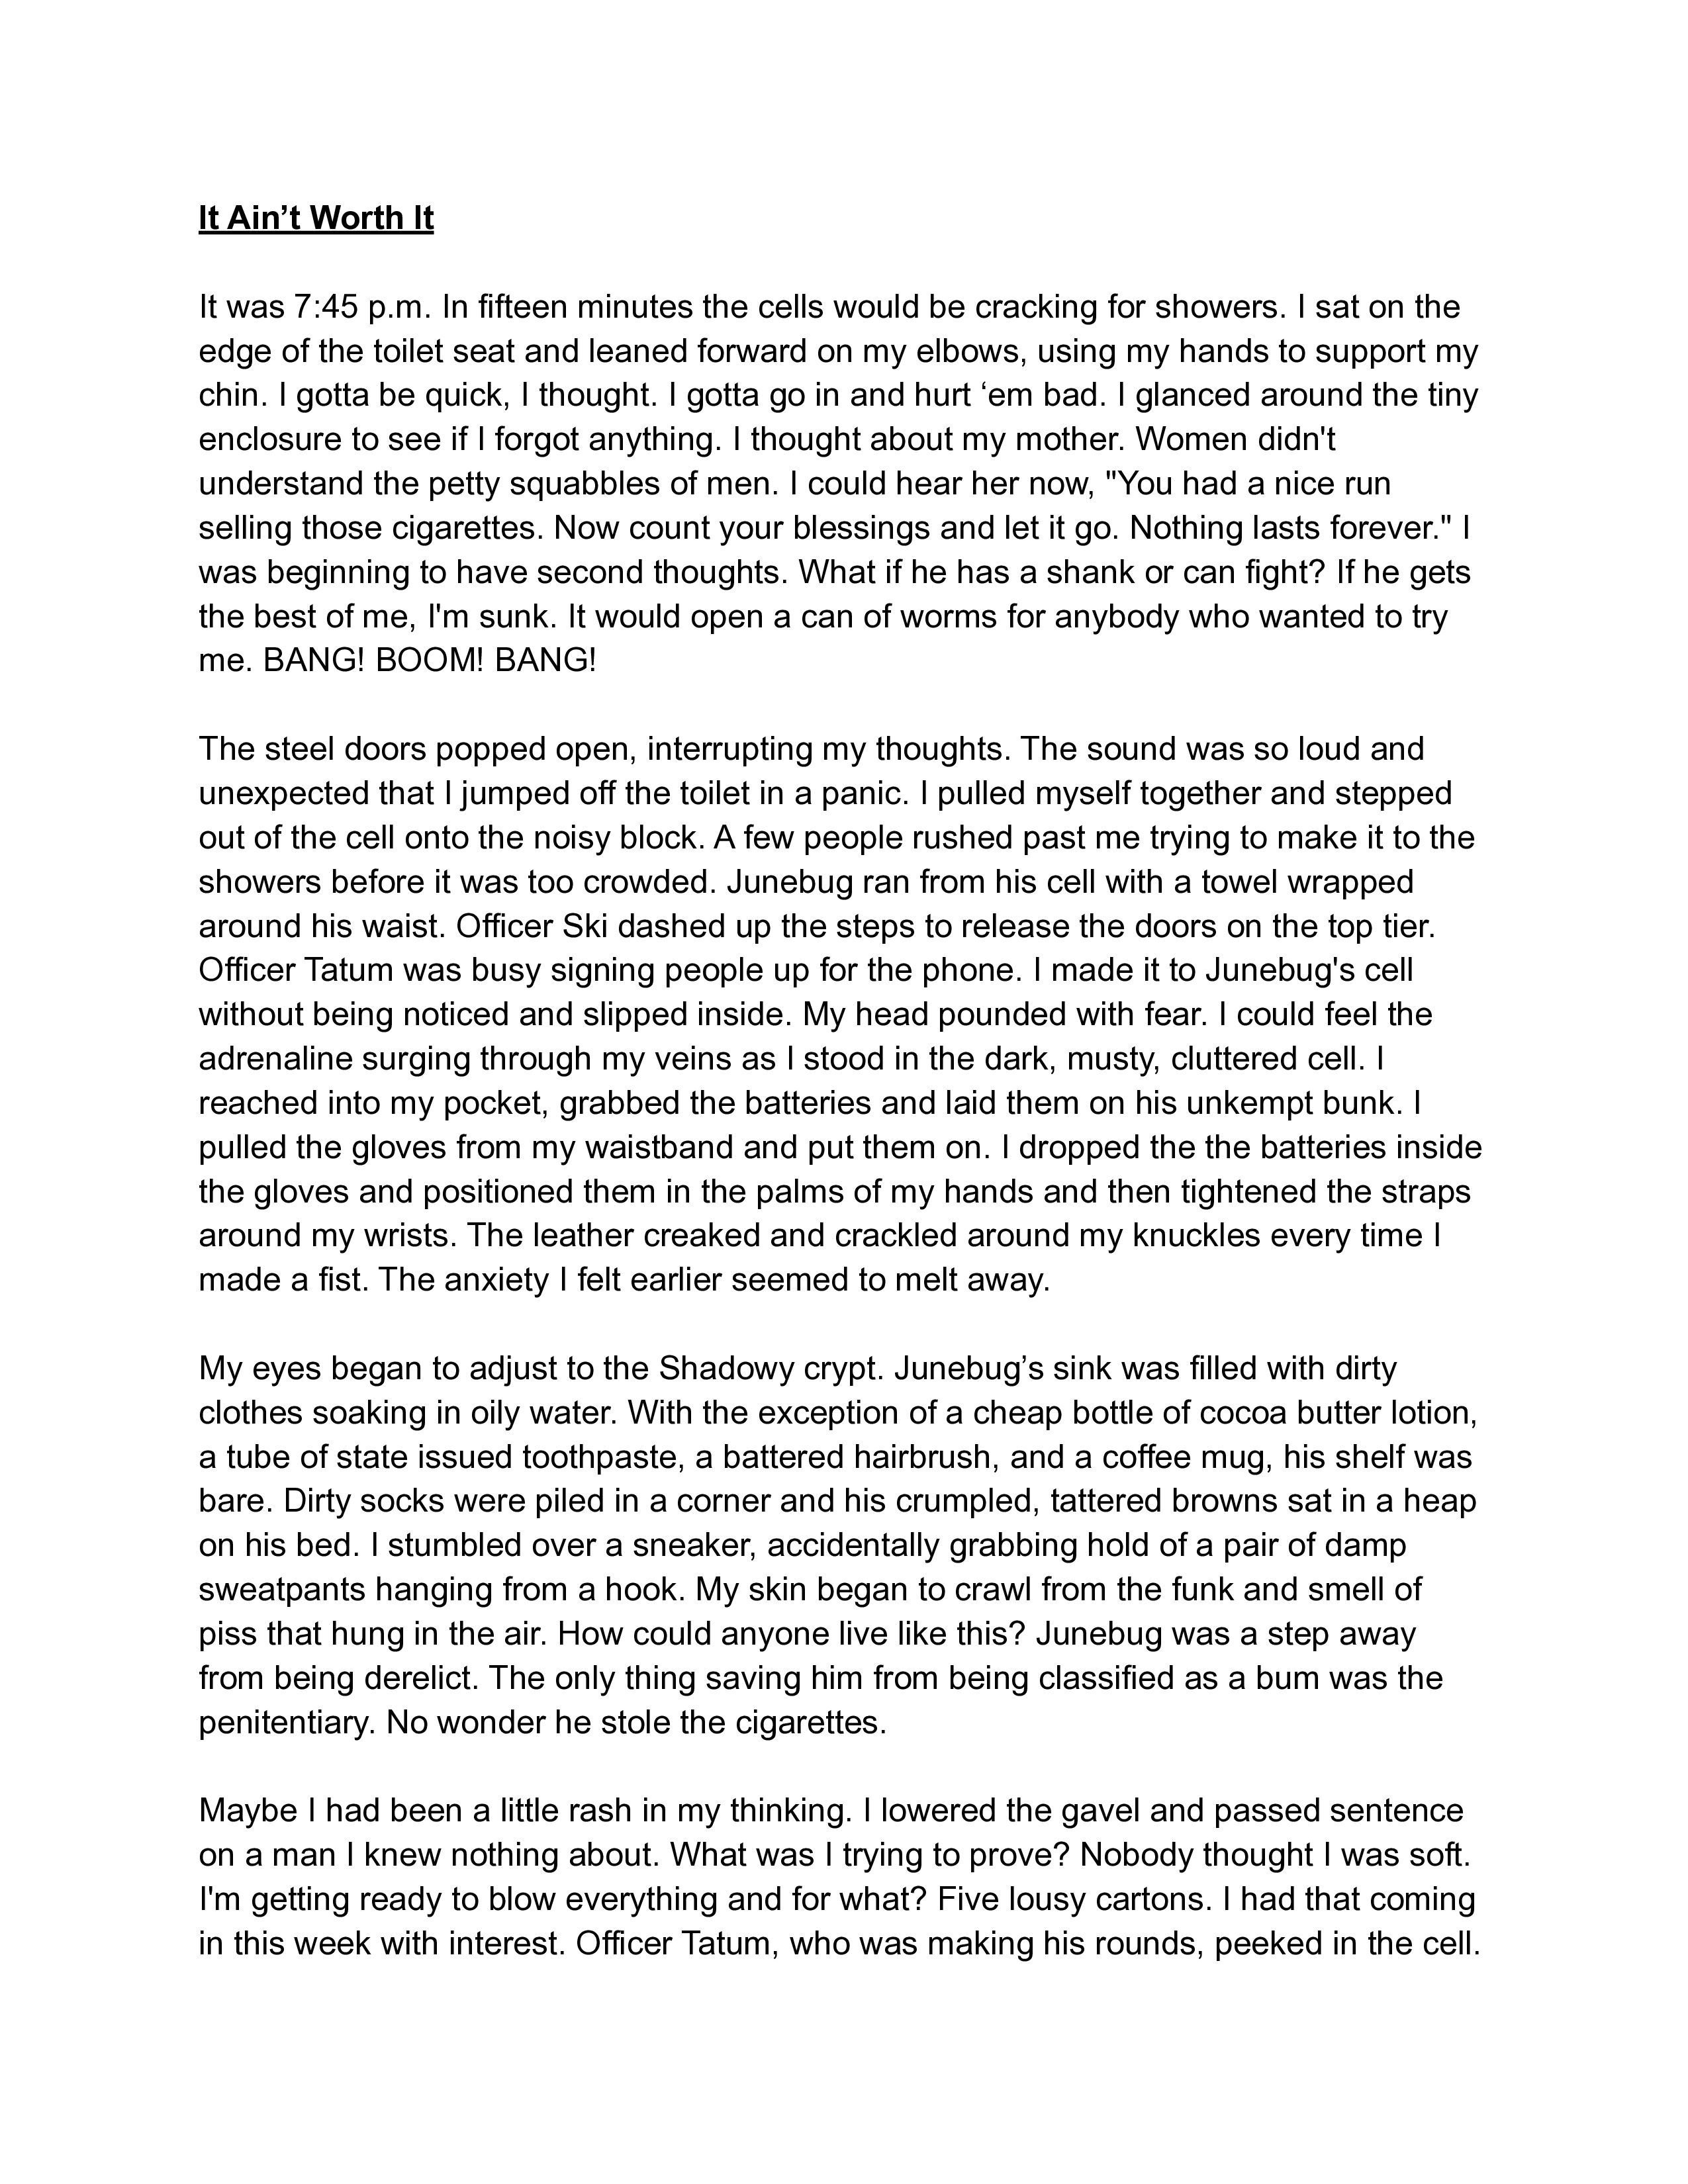 It Ain’t Worth It
It was 7:45 p.m. In fifteen minutes the cells would be cracking for showers. I sat on the
edge of the toilet seat and leaned forward on my elbows, using my hands to support my
chin. I gotta be quick, I thought. I gotta go in and hurt ‘em bad. I glanced around the tiny
enclosure to see if I forgot anything. I thought about my mother. Women didn't
understand the petty squabbles of men. I could hear her now, "You had a nice run
selling those cigarettes. Now count your blessings and let it go. Nothing lasts forever." I
was beginning to have second thoughts. What if he has a shank or can fight? If he gets
the best of me, I'm sunk. It would open a can of worms for anybody who wanted to try
me. BANG! BOOM! BANG!
The steel doors popped open, interrupting my thoughts. The sound was so loud and
unexpected that I jumped off the toilet in a panic. I pulled myself together and stepped
out of the cell onto the noisy block. A few people rushed past me trying to make it to the
showers before it was too crowded. Junebug ran from his cell with a towel wrapped
around his waist. Officer Ski dashed up the steps to release the doors on the top tier.
Officer Tatum was busy signing people up for the phone. I made it to Junebug's cell
without being noticed and slipped inside. My head pounded with fear. I could feel the
adrenaline surging through my veins as I stood in the dark, musty, cluttered cell. I
reached into my pocket, grabbed the batteries and laid them on his unkempt bunk. I
pulled the gloves from my waistband and put them on. I dropped the the batteries inside
the gloves and positioned them in the palms of my hands and then tightened the straps
around my wrists. The leather creaked and crackled around my knuckles every time I
made a fist. The anxiety I felt earlier seemed to melt away.
My eyes began to adjust to the Shadowy crypt. Junebug’s sink was filled with dirty
clothes soaking in oily water. With the exception of a cheap bottle of cocoa butter lotion,
a tube of state issued toothpaste, a battered hairbrush, and a coffee mug, his shelf was
bare. Dirty socks were piled in a corner and his crumpled, tattered browns sat in a heap
on his bed. I stumbled over a sneaker, accidentally grabbing hold of a pair of damp
sweatpants hanging from a hook. My skin began to crawl from the funk and smell of
piss that hung in the air. How could anyone live like this? Junebug was a step away
from being derelict. The only thing saving him from being classified as a bum was the
penitentiary. No wonder he stole the cigarettes.
Maybe I had been a little rash in my thinking. I lowered the gavel and passed sentence
on a man I knew nothing about. What was I trying to prove? Nobody thought I was soft.
I'm getting ready to blow everything and for what? Five lousy cartons. I had that coming
in this week with interest. Officer Tatum, who was making his rounds, peeked in the cell.